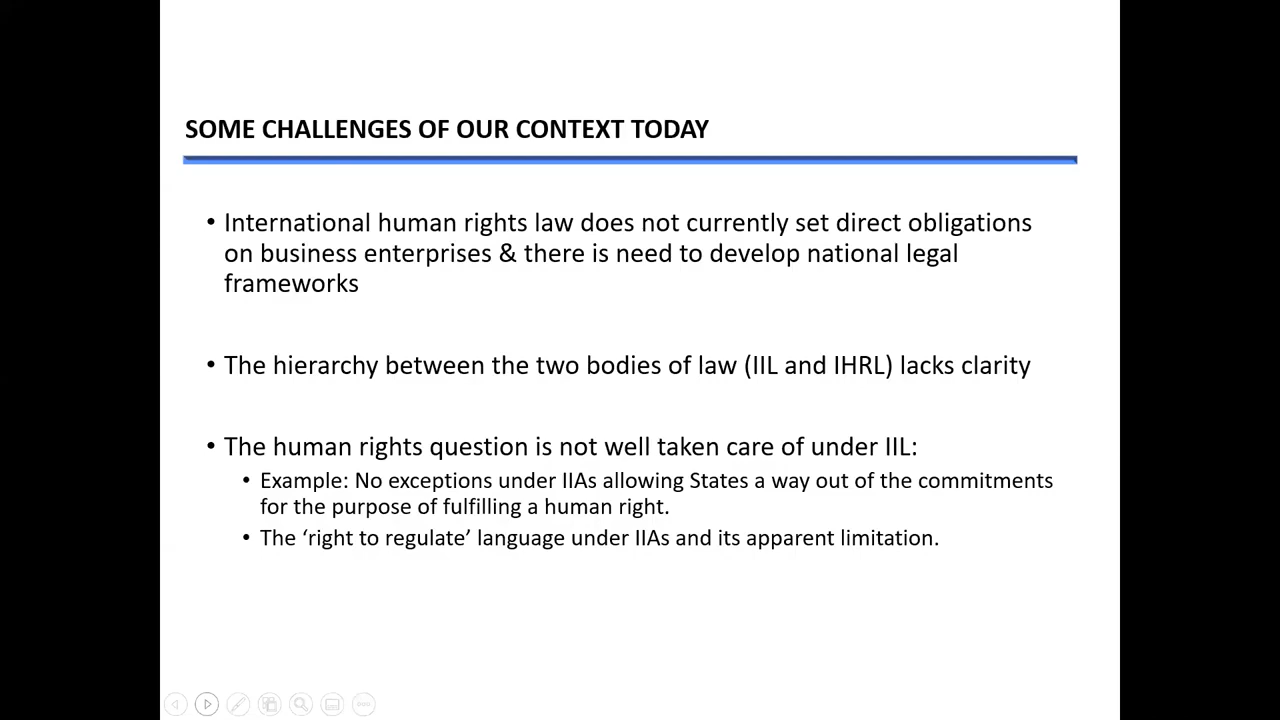 SOME CHALLENGES OF OUR CONTEXT TODAY
• International human rights law does not currently set direct obligations
on business enterprises & there is need to develop national legal
frameworks
• The hierarchy between the two bodies of law (IIL and IHRL) lacks clarity
• The human rights question is not well taken care of under IIL:
• Example: No exceptions under IIAs allowing States a way out of the commitments
for the purpose of fulfilling a human right.
• The ‘right to regulate’ language under IIAs and its apparent limitation.